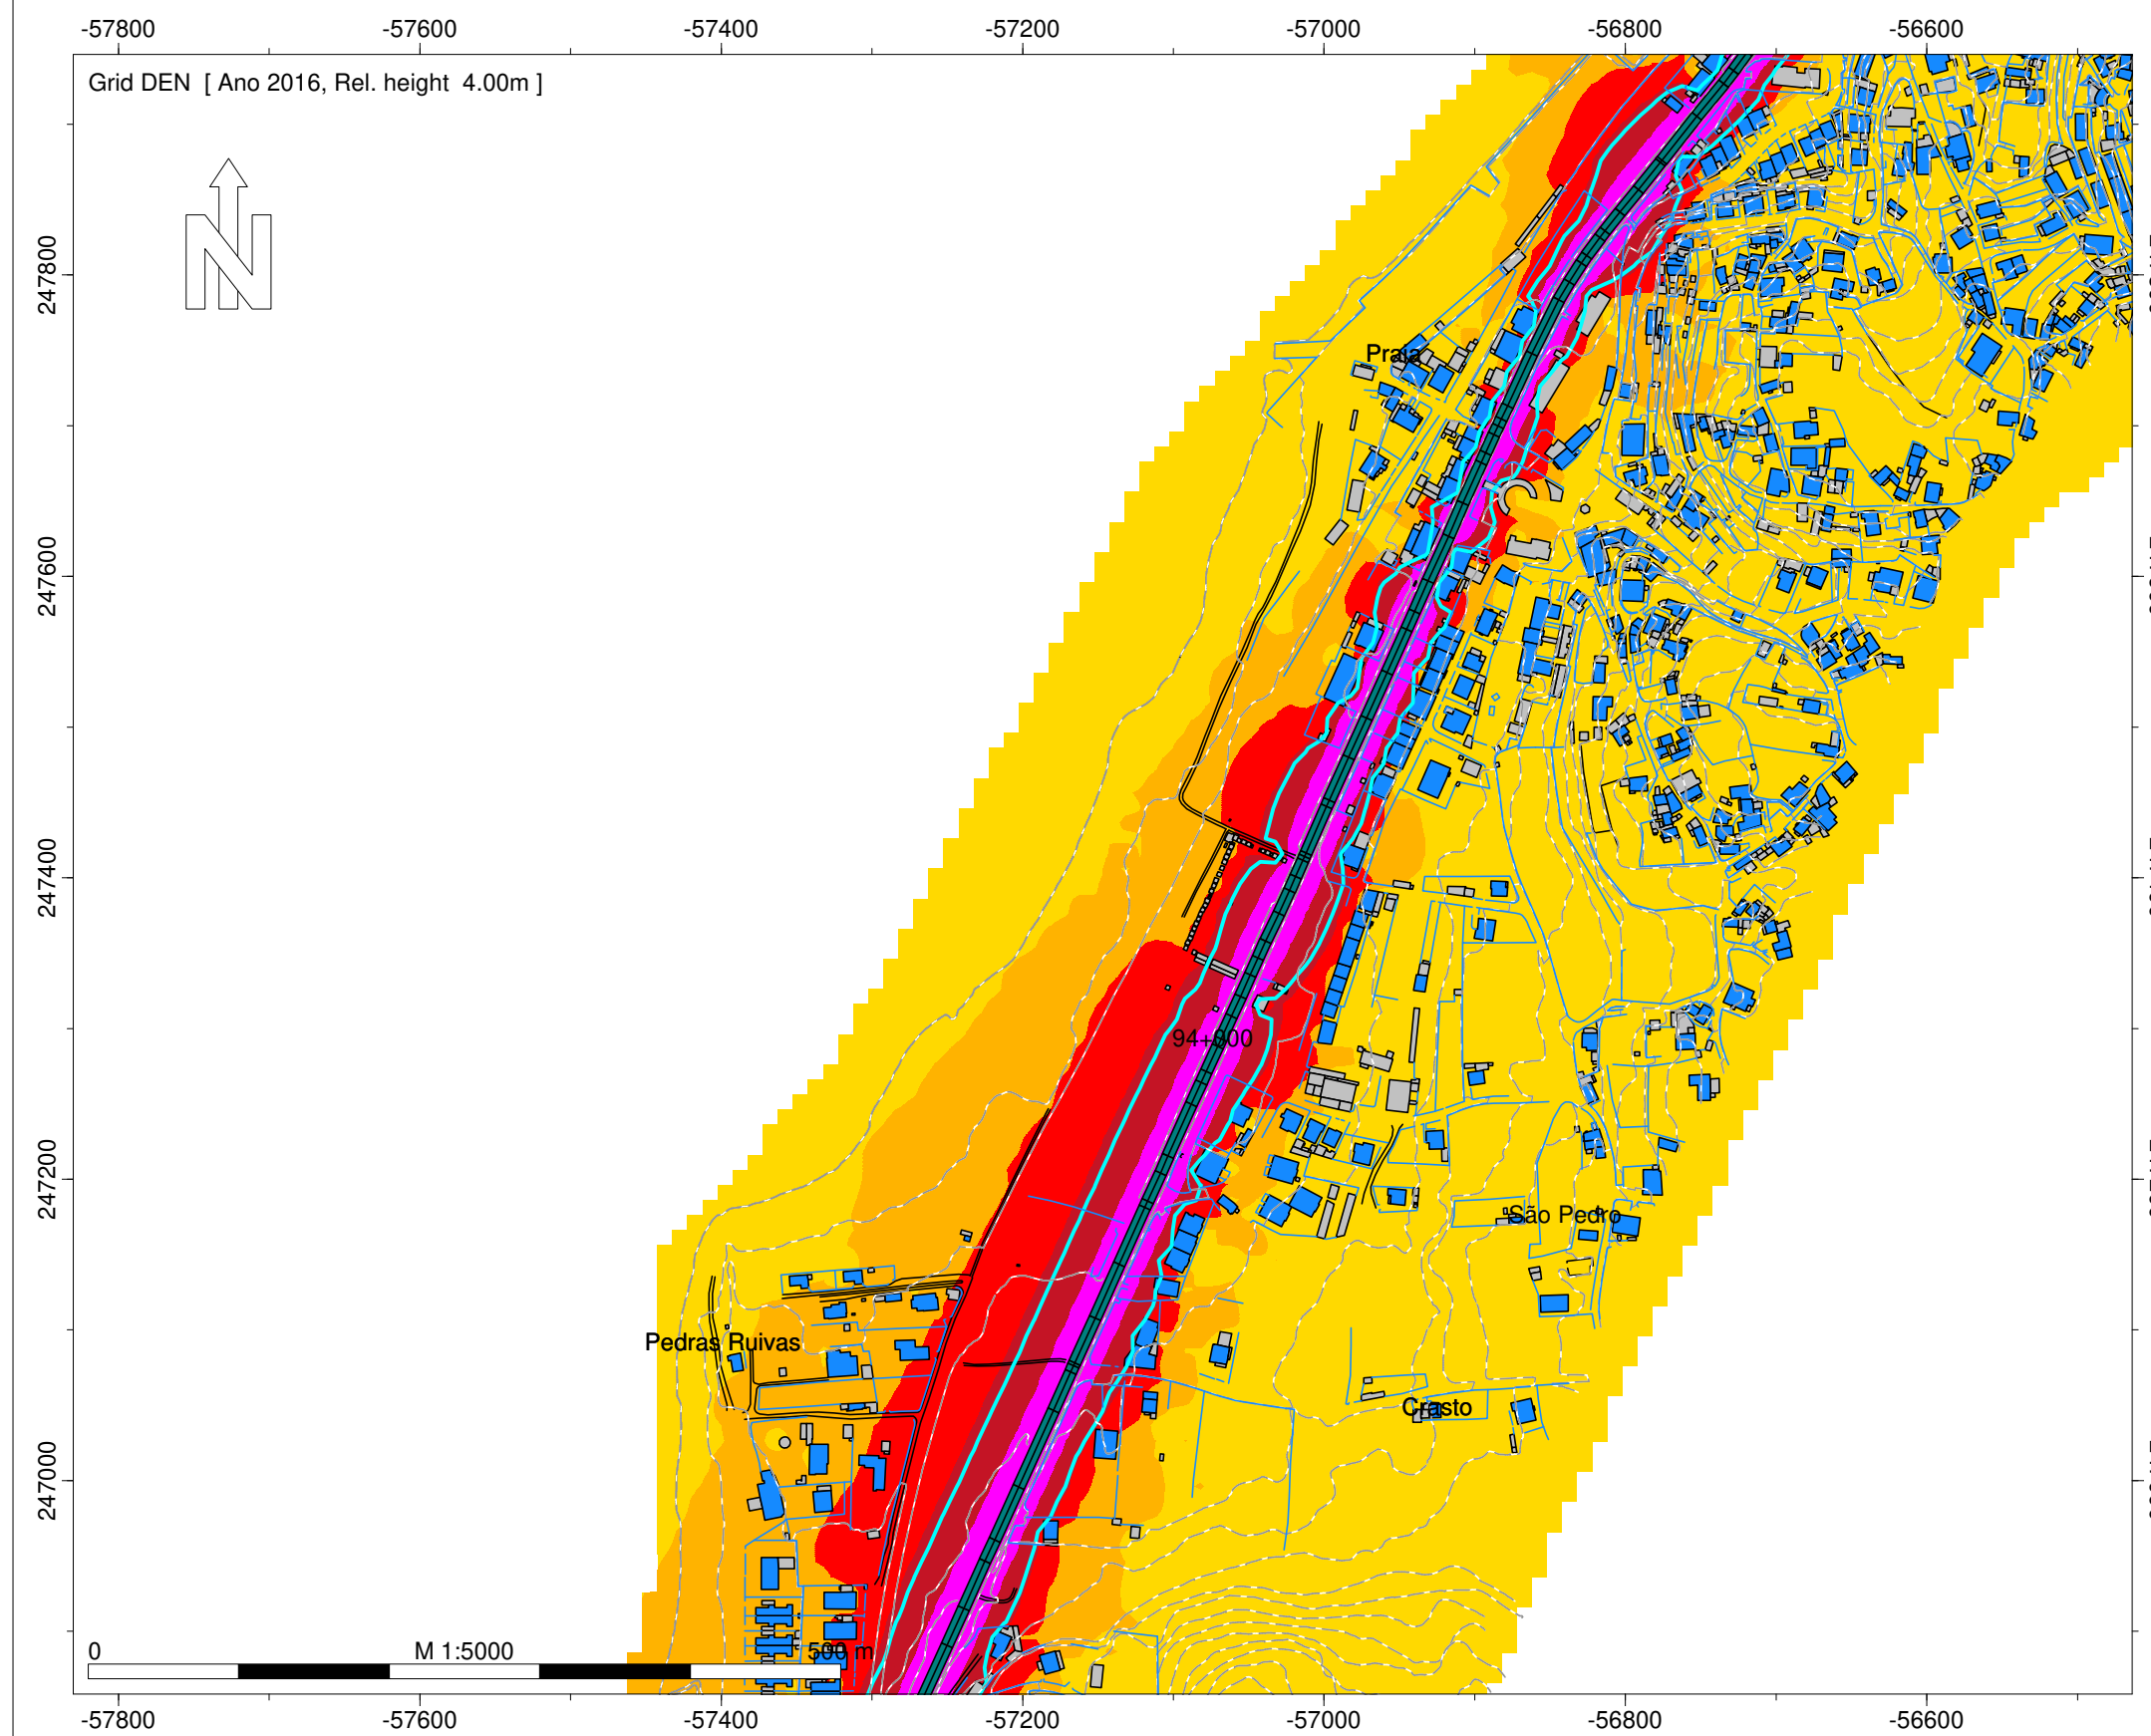 -57800 -57600 -57400 -57200 -57000 -56800 -56600
Grid DEN [ Ano 2016, Rel. height 4.00m ]
N
247800
Praia
247600
247400
94+900
247200
São Pedro
Pedras Ruivas
Crasto
247000
0 M 1:5000 500 m
-57800 -57600 -57400 -57200 -57000 -56800 -56600